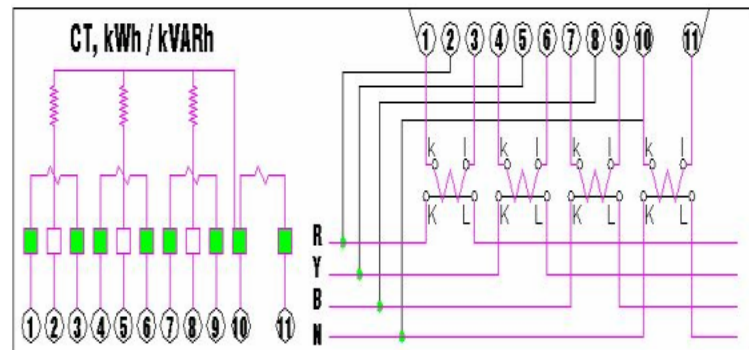 CT, kWh / kVARh
1 2 3 4 5 6 7 8 9 10 11
k l k l k l k l
K L K L K L K L
R
Y
B
N
1 2 3 4 5 6 7 8 9 10 11